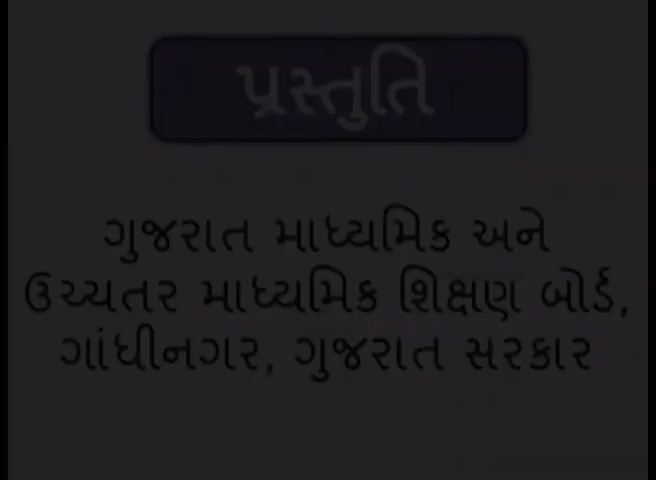 પ્રસ્તુતિ
ગુજરાત માધ્યમિક અને
ઉચ્ચતર માધ્યમિક શિક્ષણ બોર્ડ,
ગાંધીનગર, ગુજરાત સરકાર